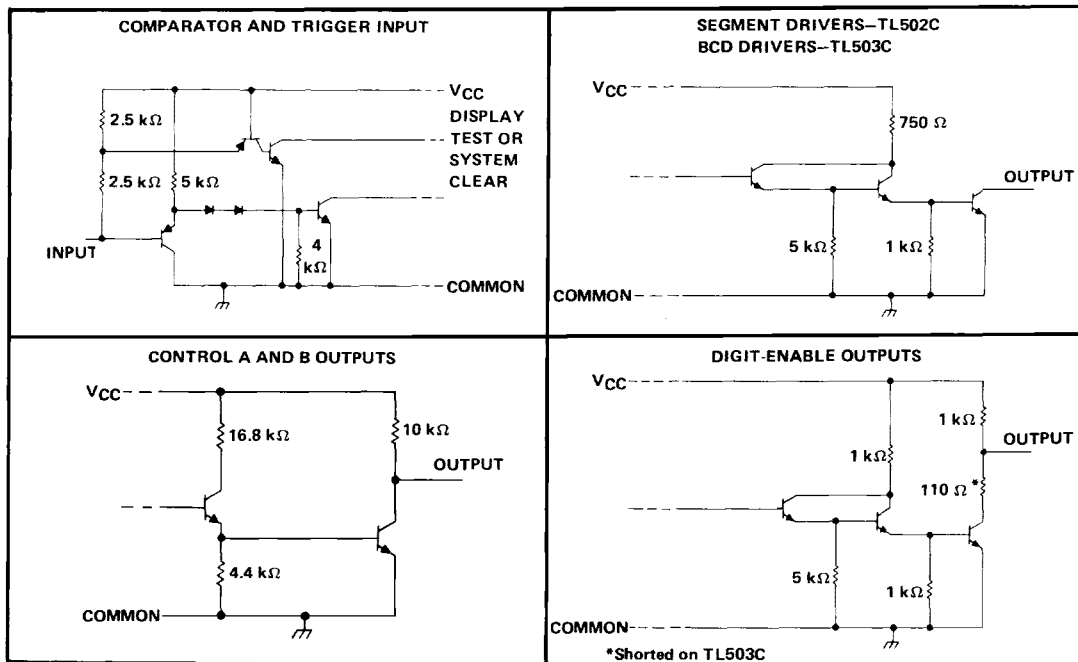 COMPARATOR AND TRIGGER INPUT
VCC
DISPLAY
TEST OR
SYSTEM
CLEAR
2.5 kΩ
2.5 kΩ
5 kΩ
INPUT
4
kΩ
COMMON
SEGMENT DRIVERS–TL502C
BCD DRIVERS–TL503C
VCC
750 Ω
OUTPUT
5 kΩ
1 kΩ
COMMON
CONTROL A AND B OUTPUTS
VCC
16.8 kΩ
10 kΩ
OUTPUT
4.4 kΩ
COMMON
DIGIT-ENABLE OUTPUTS
VCC
1 kΩ
1 kΩ
OUTPUT
110 Ω*
5 kΩ
1 kΩ
COMMON
*Shorted on TL503C